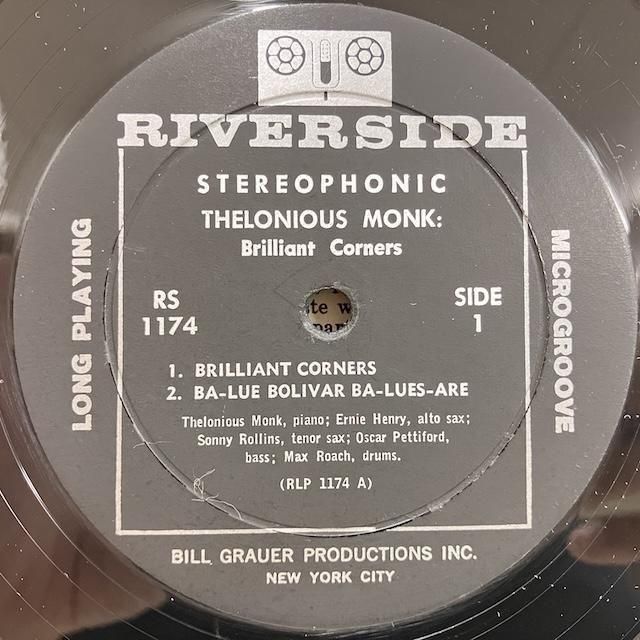 RIVERSIDE
STEREOPHONIC
THELONIOUS MONK:
Brilliant Corners
RS
1174
SIDE
1
LONG PLAYING
MICROGROOVE
1. BRILLIANT CORNERS
2. BA-LUE BOLIVAR BA-LUES-ARE
Thelonious Monk, piano; Ernie Henry, alto sax;
Sonny Rollins, tenor sax; Oscar Pettiford,
bass; Max Roach, drums.
(RLP 1174 A)
BILL GRAUER PRODUCTIONS INC.
NEW YORK CITY